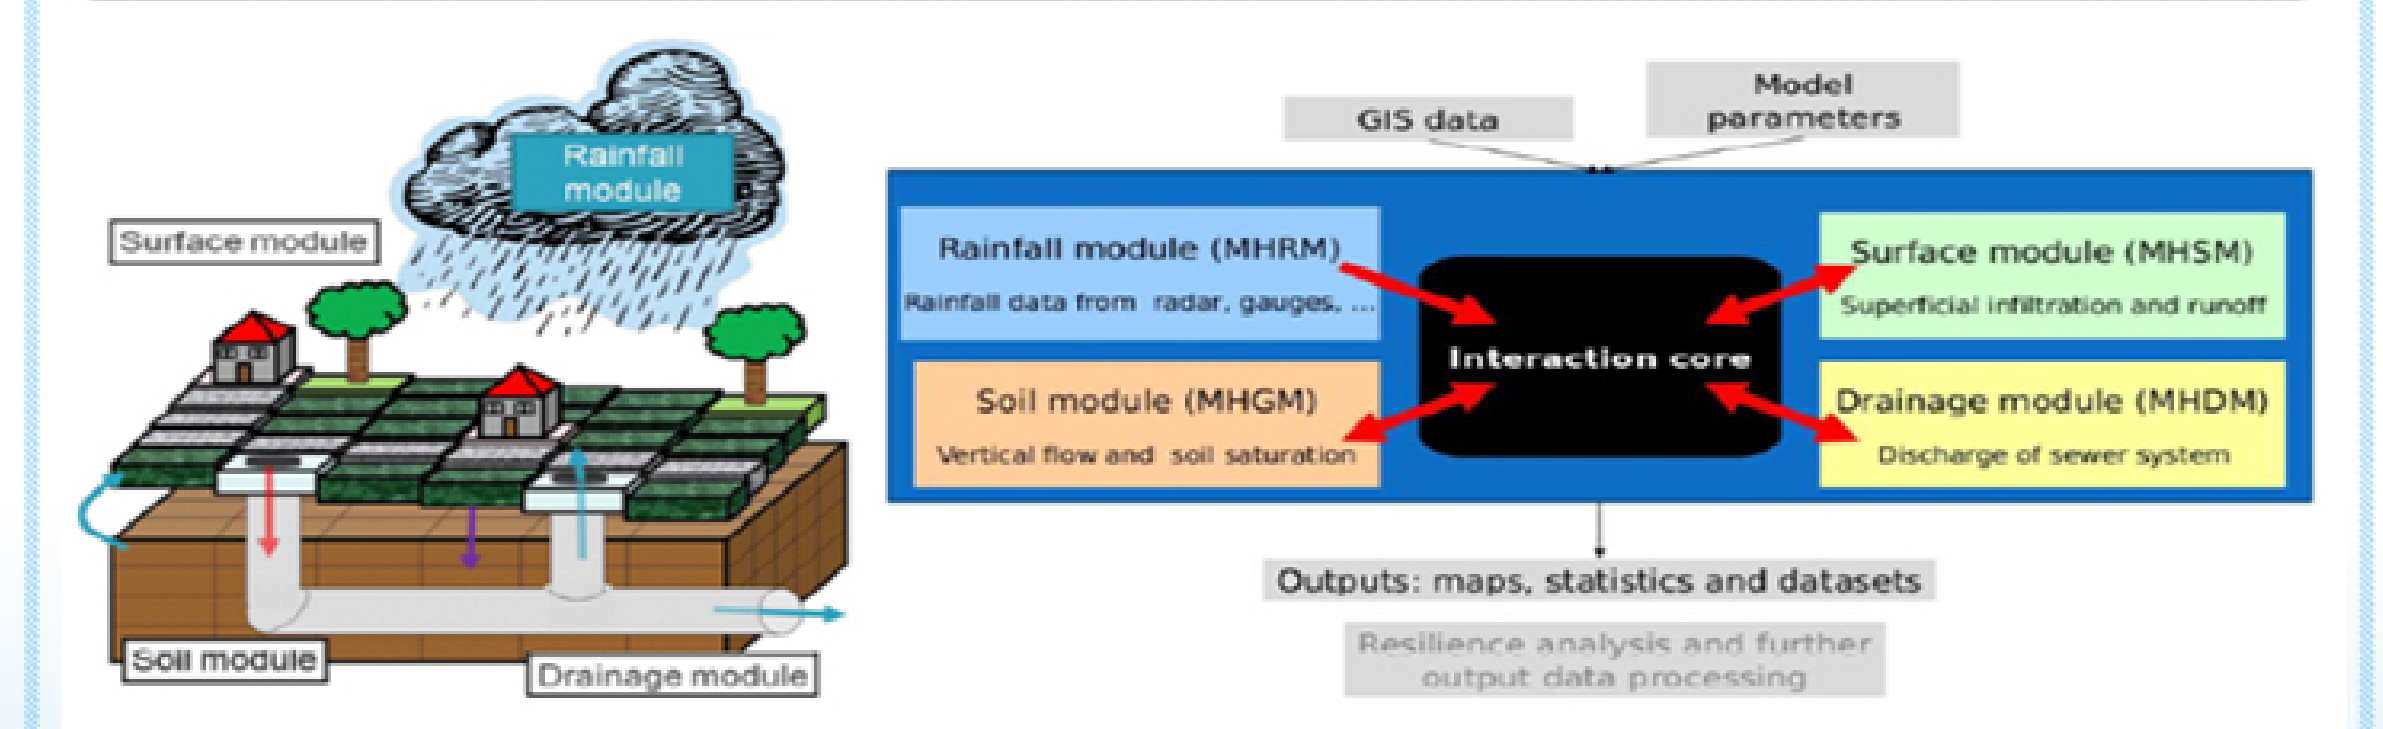 Rainfall
module
Surface module
Soil module
Drainage module
GIS data
Model
parameters
Rainfall module (MHRM)
Rainfall data from radar, gauges, ...
Surface module (MHSM)
Superficial infiltration and runoff
Interaction core
Soil module (MHGM)
Vertical flow and soil saturation
Drainage module (MHDM)
Discharge of sewer system
Outputs: maps, statistics and datasets
Resilience analysis and further
output data processing